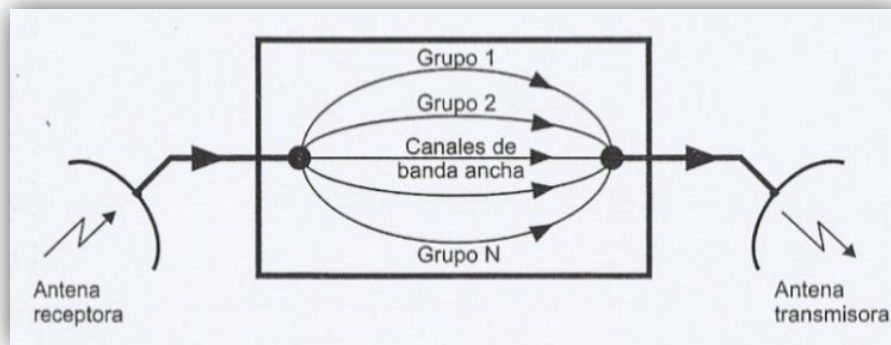 Grupo 1
Grupo 2
Canales de
banda ancha
Grupo N
Antena
receptora
Antena
transmisora